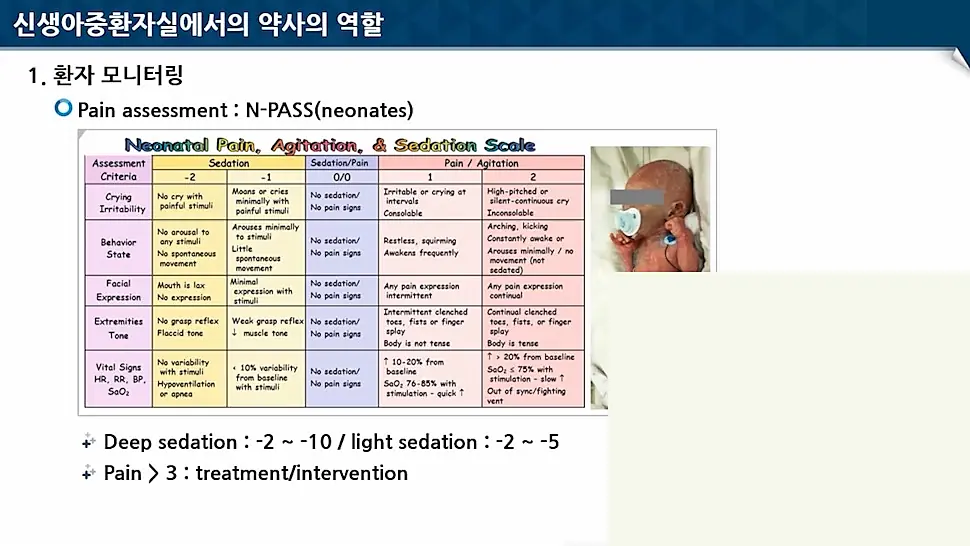 신생아중환자실에서의 약사의 역할
1. 환자 모니터링
Pain assessment : N-PASS(neonates)
Neonatal Pain, Agitation, & Sedation Scale
Assessment Criteria
Sedation
Sedation/Pain
Pain / Agitation
-2
-1
0/0
1
2
Crying
Irritability
No cry with
painful stimuli
Moans or cries
minimally with
painful stimuli
No sedation/
No pain signs
Irritable or crying at
intervals
Consolable
High-pitched or
silent-continuous cry
Inconsolable
Behavior
State
No arousal to
any stimuli
No spontaneous
movement
Arouses minimally
to stimuli
Little
spontaneous
movement
No sedation/
No pain signs
Restless, squirming
Awakens frequently
Arching, kicking
Constantly awake or
Arouses minimally / no
movement (not
sedated)
Facial
Expression
Mouth is lax
No expression
Minimal
expression with
stimuli
No sedation/
No pain signs
Any pain expression
intermittent
Any pain expression
continual
Extremities
Tone
No grasp reflex
Flaccid tone
Weak grasp reflex
↓ muscle tone
No sedation/
No pain signs
Intermittent clenched
toes, fists or finger
splay
Body is not tense
Continual clenched
toes, fists, or finger
splay
Body is tense
Vital Signs
HR, RR, BP,
SaO₂
No variability
with stimuli
Hypoventilation
or apnea
< 10% variability
from baseline
with stimuli
No sedation/
No pain signs
↑ 10-20% from
baseline
SaO₂ 76-85% with
stimulation - quick ↑
↑ > 20% from baseline
SaO₂ ≤ 75% with
stimulation - slow ↑
Out of sync/fighting
vent
Deep sedation : -2 ~ -10 / light sedation : -2 ~ -5
Pain > 3 : treatment/intervention